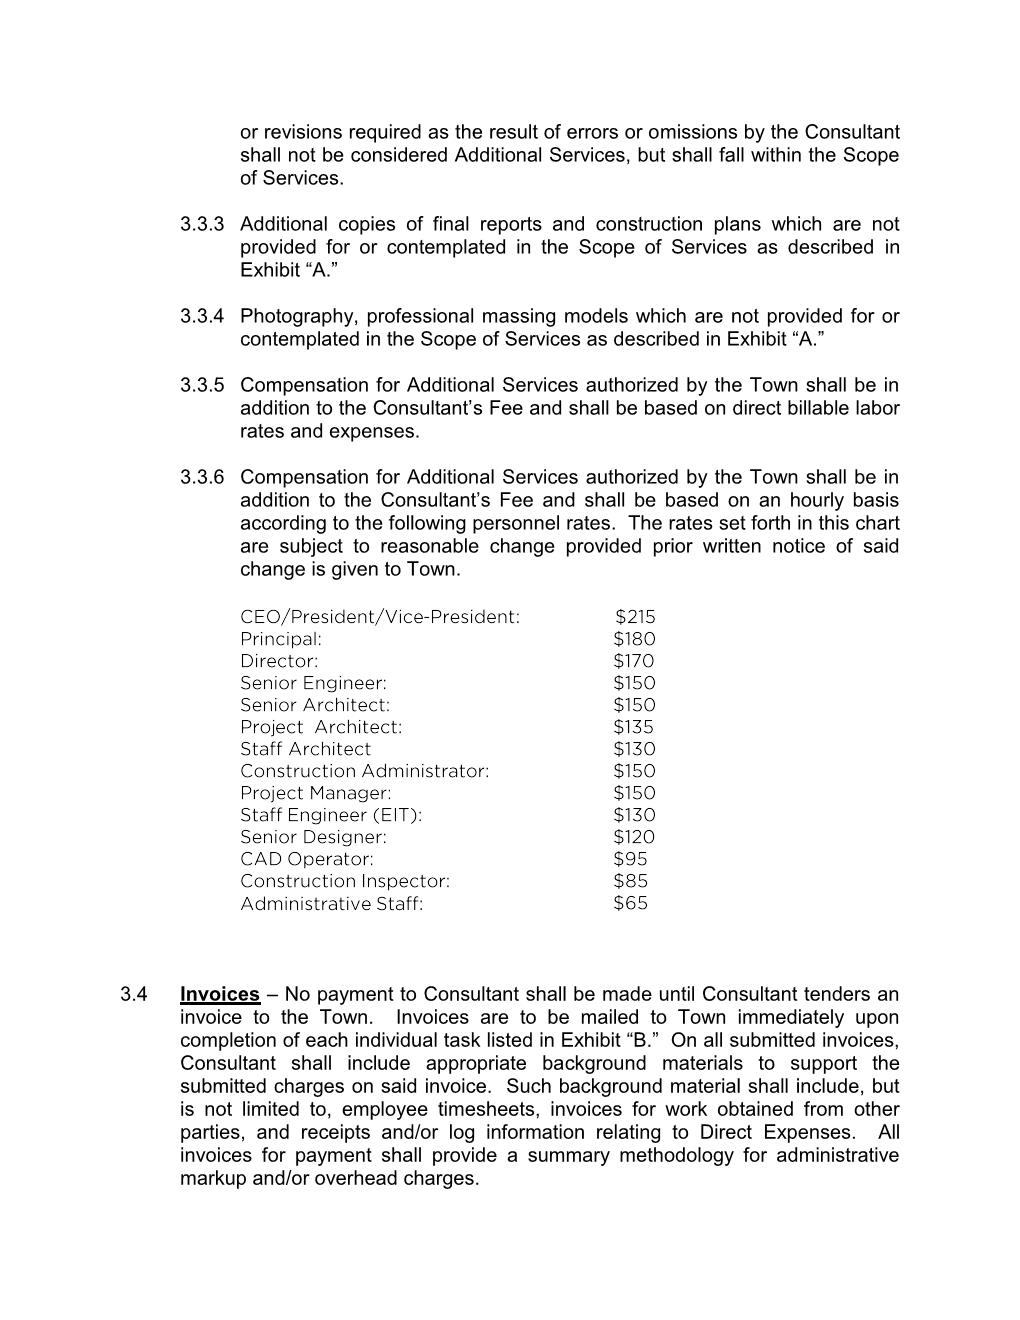 or revisions required as the result of errors or omissions by the Consultant
shall not be considered Additional Services, but shall fall within the Scope
of Services.
3.3.3 Additional copies of final reports and construction plans which are not
provided for or contemplated in the Scope of Services as described in
Exhibit “A.”
3.3.4 Photography, professional massing models which are not provided for or
contemplated in the Scope of Services as described in Exhibit “A.”
3.3.5 Compensation for Additional Services authorized by the Town shall be in
addition to the Consultant’s Fee and shall be based on direct billable labor
rates and expenses.
3.3.6 Compensation for Additional Services authorized by the Town shall be in
addition to the Consultant’s Fee and shall be based on an hourly basis
according to the following personnel rates. The rates set forth in this chart
are subject to reasonable change provided prior written notice of said
change is given to Town.
CEO/President/Vice-President: $215
Principal: $180
Director: $170
Senior Engineer: $150
Senior Architect: $150
Project Architect: $135
Staff Architect $130
Construction Administrator: $150
Project Manager: $150
Staff Engineer (EIT): $130
Senior Designer: $120
CAD Operator: $95
Construction Inspector: $85
Administrative Staff: $65
3.4 Invoices – No payment to Consultant shall be made until Consultant tenders an
invoice to the Town. Invoices are to be mailed to Town immediately upon
completion of each individual task listed in Exhibit “B.” On all submitted invoices,
Consultant shall include appropriate background materials to support the
submitted charges on said invoice. Such background material shall include, but
is not limited to, employee timesheets, invoices for work obtained from other
parties, and receipts and/or log information relating to Direct Expenses. All
invoices for payment shall provide a summary methodology for administrative
markup and/or overhead charges.